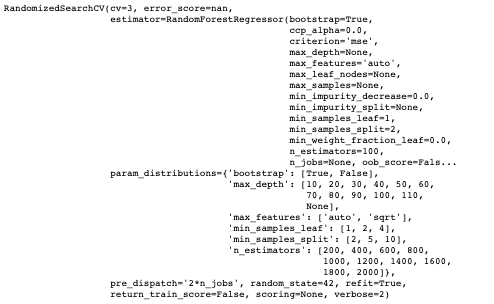 RandomizedSearchCV(cv=3, error_score=nan,
estimator=RandomForestRegressor(bootstrap=True,
ccp_alpha=0.0,
criterion='mse',
max_depth=None,
max_features='auto',
max_leaf_nodes=None,
max_samples=None,
min_impurity_decrease=0.0,
min_impurity_split=None,
min_samples_leaf=1,
min_samples_split=2,
min_weight_fraction_leaf=0.0,
n_estimators=100,
n_jobs=None, oob_score=Fals...
param_distributions={'bootstrap': [True, False],
'max_depth': [10, 20, 30, 40, 50, 60,
70, 80, 90, 100, 110,
None],
'max_features': ['auto', 'sqrt'],
'min_samples_leaf': [1, 2, 4],
'min_samples_split': [2, 5, 10],
'n_estimators': [200, 400, 600, 800,
1000, 1200, 1400, 1600,
1800, 2000]},
pre_dispatch='2*n_jobs', random_state=42, refit=True,
return_train_score=False, scoring=None, verbose=2)